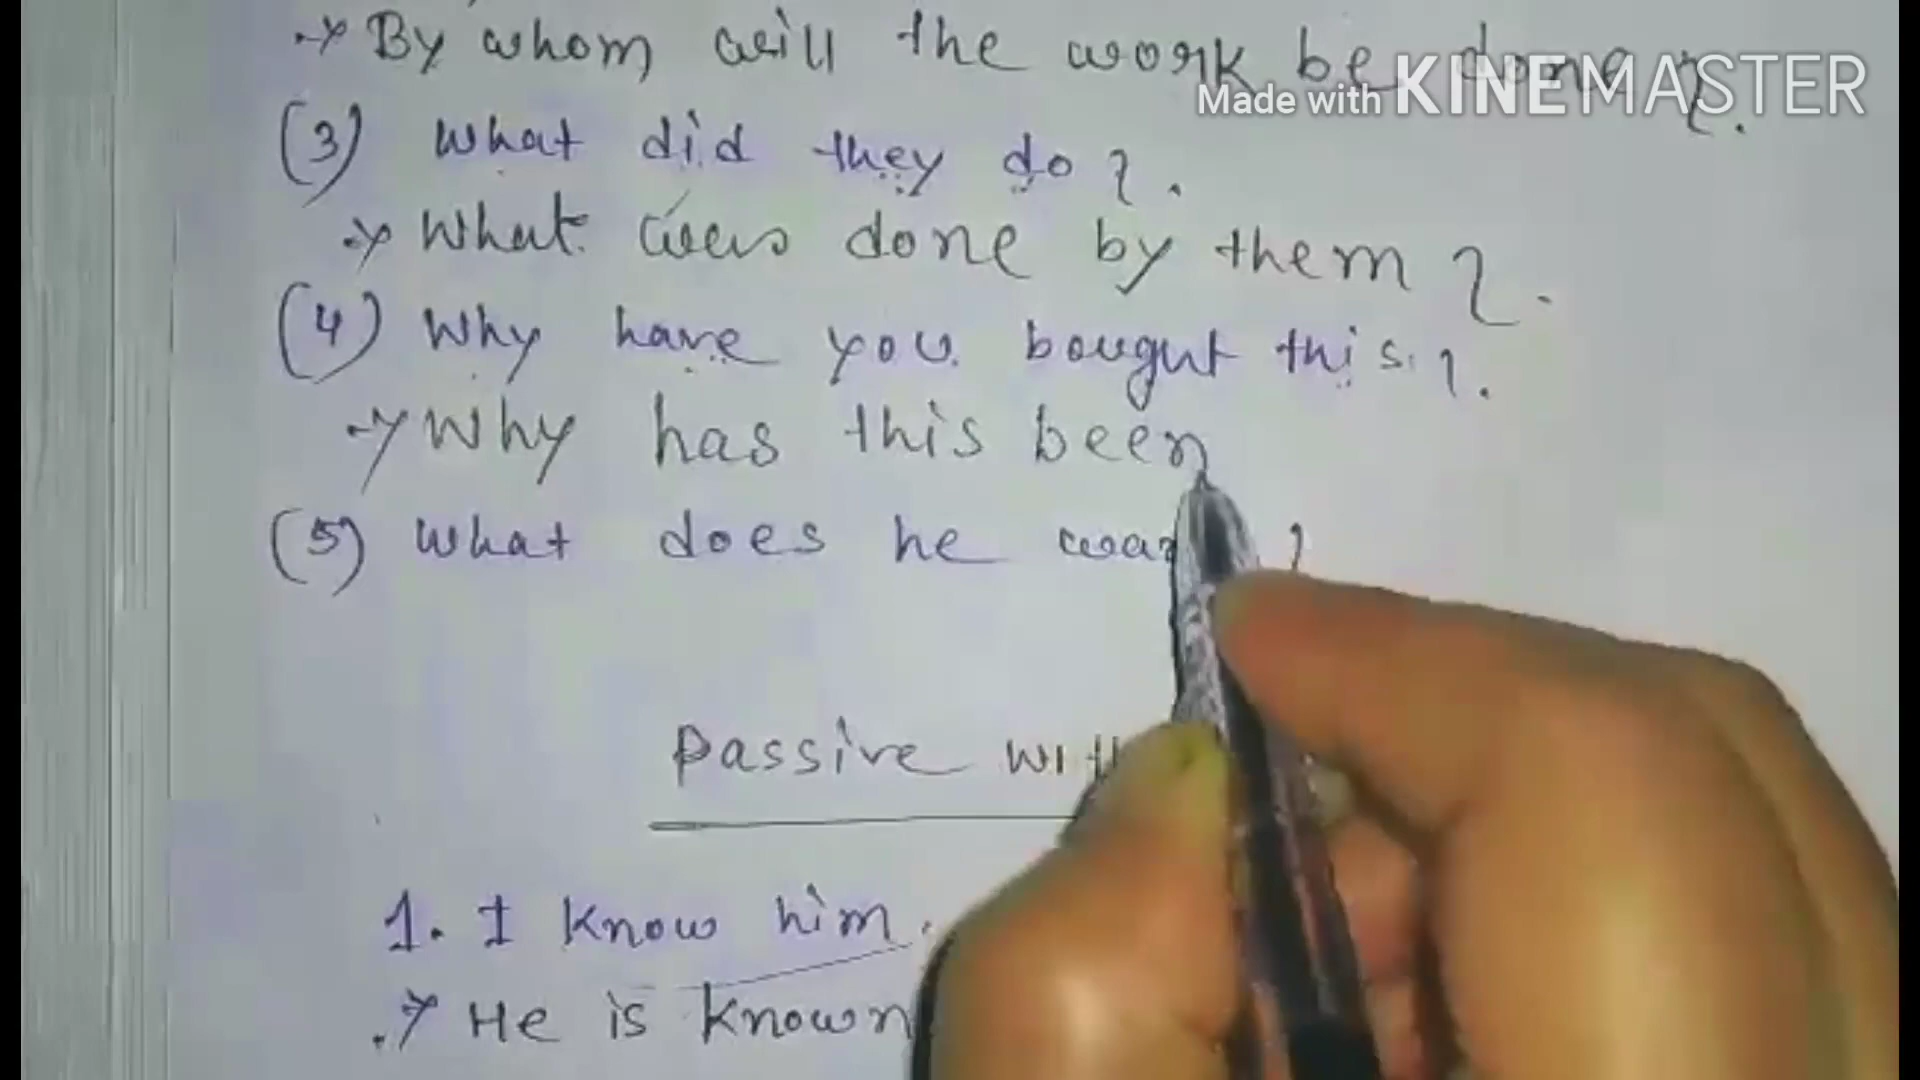 → By whom will the work be done?.
Made with KINEMASTER
(3) What did they do?.
→ What was done by them?.
(4) Why have you bought this?.
→ Why has this been
(5) What does he ?
Passive
1. I know him.
→ He is known